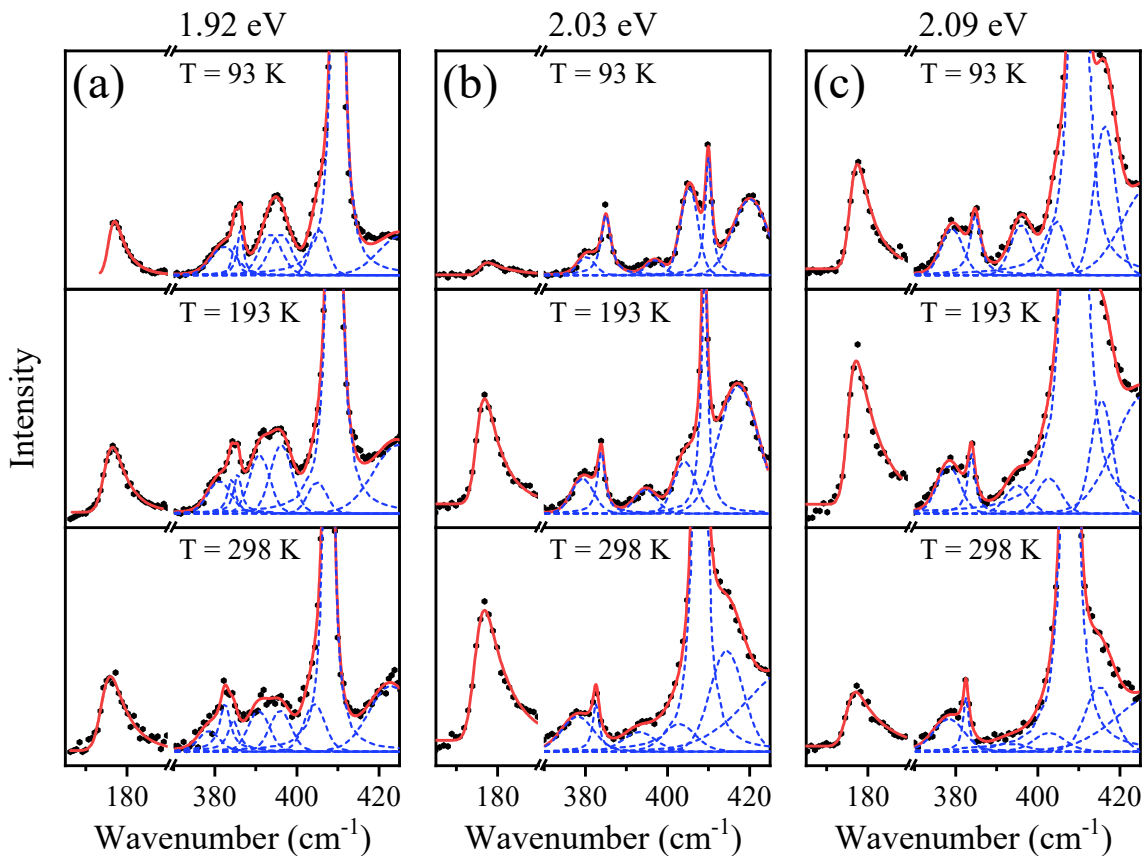 1.92 eV
2.03 eV
2.09 eV
(a)
T = 93 K
(b)
T = 93 K
(c)
T = 93 K
T = 193 K
T = 193 K
T = 193 K
Intensity
T = 298 K
T = 298 K
T = 298 K
180 380 400 420
180 380 400 420
180 380 400 420
Wavenumber (cm⁻¹)
Wavenumber (cm⁻¹)
Wavenumber (cm⁻¹)